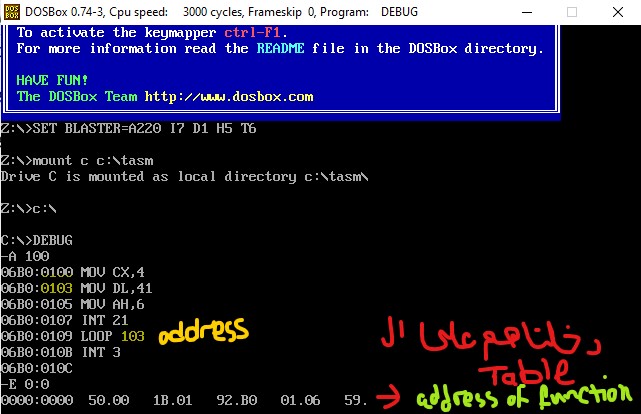 DOSBox 0.74-3, Cpu speed: 3000 cycles, Frameskip 0, Program: DEBUG
To activate the keymapper ctrl-F1.
For more information read the README file in the DOSBox directory.
HAVE FUN!
The DOSBox Team http://www.dosbox.com
Z:\>SET BLASTER=A220 I7 D1 H5 T6
Z:\>mount c c:\tasm
Drive C is mounted as local directory c:\tasm\
Z:\>c:\
C:\>DEBUG
-A 100
06B0:0100 MOV CX,4
06B0:0103 MOV DL,41
06B0:0105 MOV AH,6
06B0:0107 INT 21
06B0:0109 LOOP 103 address
06B0:010B INT 3
06B0:010C
-E 0:0
0000:0000 50.00 1B.01 92.B0 01.06 59.
ال
Table
→ address of function